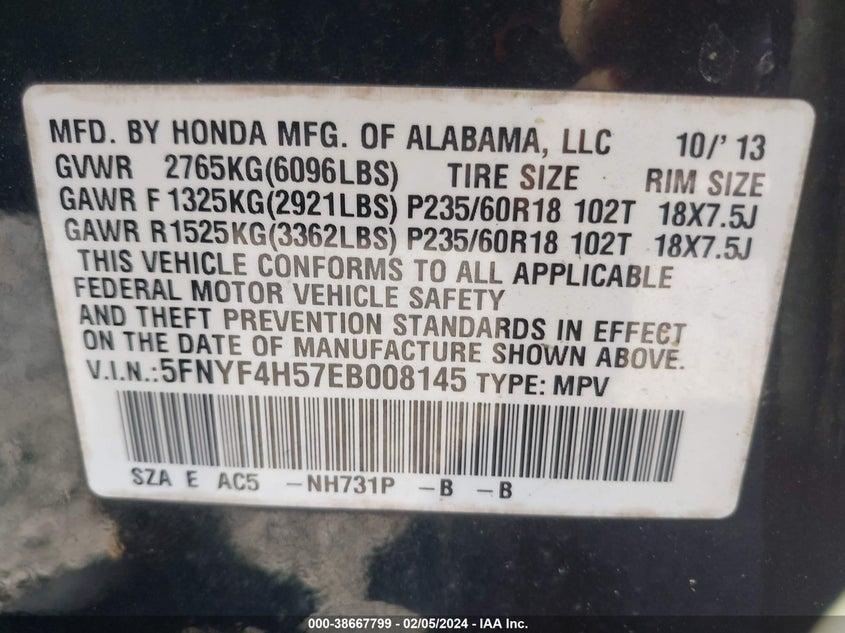 MFD. BY HONDA MFG. OF ALABAMA, LLC 10/' 13
GVWR 2765KG(6096LBS) TIRE SIZE RIM SIZE
GAWR F 1325KG(2921LBS) P235/60R18 102T 18X7.5J
GAWR R1525KG(3362LBS) P235/60R18 102T 18X7.5J
THIS VEHICLE CONFORMS TO ALL APPLICABLE
FEDERAL MOTOR VEHICLE SAFETY
AND THEFT PREVENTION STANDARDS IN EFFECT
ON THE DATE OF MANUFACTURE SHOWN ABOVE.
V.I.N.:5FNYF4H57EB008145 TYPE: MPV
SZA E AC5 -NH731P -B -B
000-38667799 - 02/05/2024 - IAA Inc.